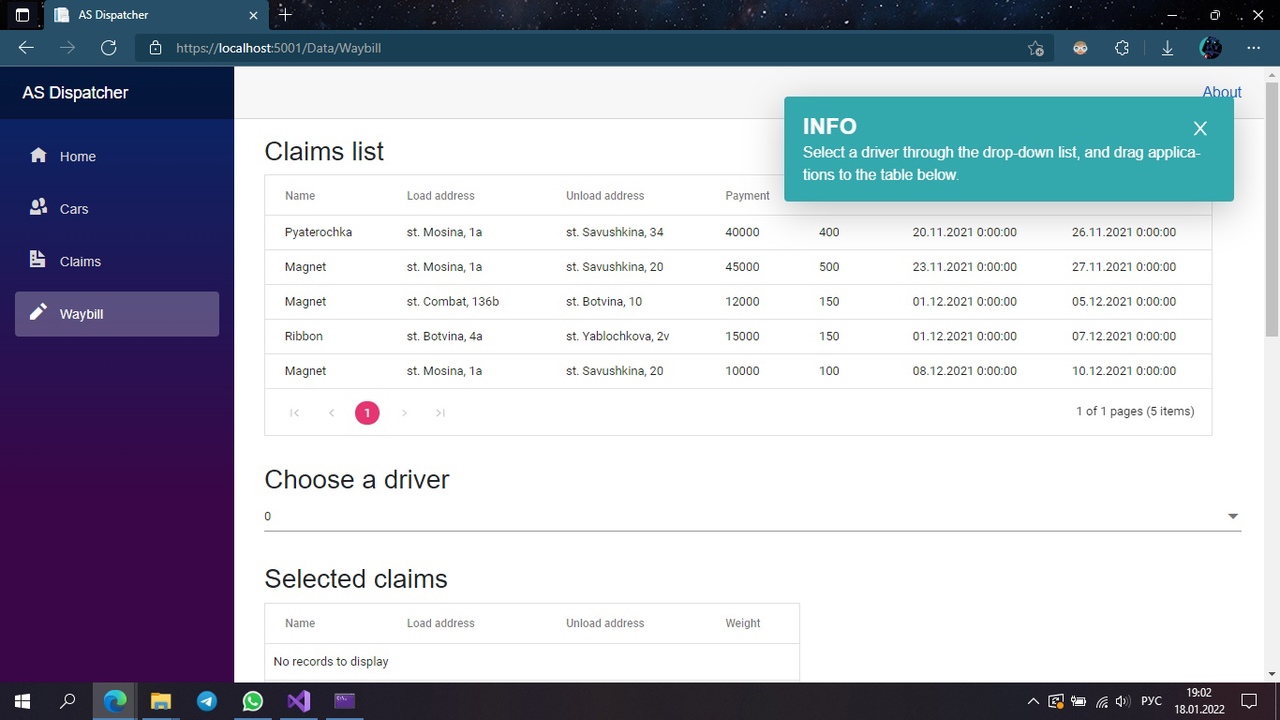 AS Dispatcher
https://localhost:5001/Data/Waybill
AS Dispatcher
About
Home
Cars
Claims
Waybill
INFO
Select a driver through the drop-down list, and drag applica-
tions to the table below.
Claims list
Name Load address Unload address Payment
Pyaterochka st. Mosina, 1a st. Savushkina, 34 40000 400 20.11.2021 0:00:00 26.11.2021 0:00:00
Magnet st. Mosina, 1a st. Savushkina, 20 45000 500 23.11.2021 0:00:00 27.11.2021 0:00:00
Magnet st. Combat, 136b st. Botvina, 10 12000 150 01.12.2021 0:00:00 05.12.2021 0:00:00
Ribbon st. Botvina, 4a st. Yablochkova, 2v 15000 150 01.12.2021 0:00:00 07.12.2021 0:00:00
Magnet st. Mosina, 1a st. Savushkina, 20 10000 100 08.12.2021 0:00:00 10.12.2021 0:00:00
1 1 of 1 pages (5 items)
Choose a driver
0
Selected claims
Name Load address Unload address Weight
No records to display
РУС
19:02
18.01.2022